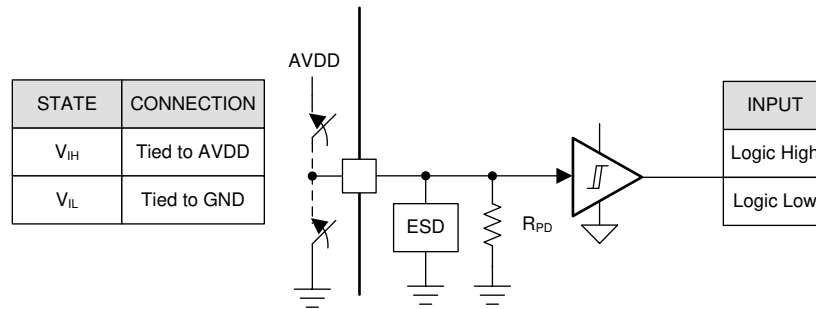 AVDD
STATE CONNECTION
VIH Tied to AVDD
VIL Tied to GND
ESD
RPD
INPUT
Logic High
Logic Low